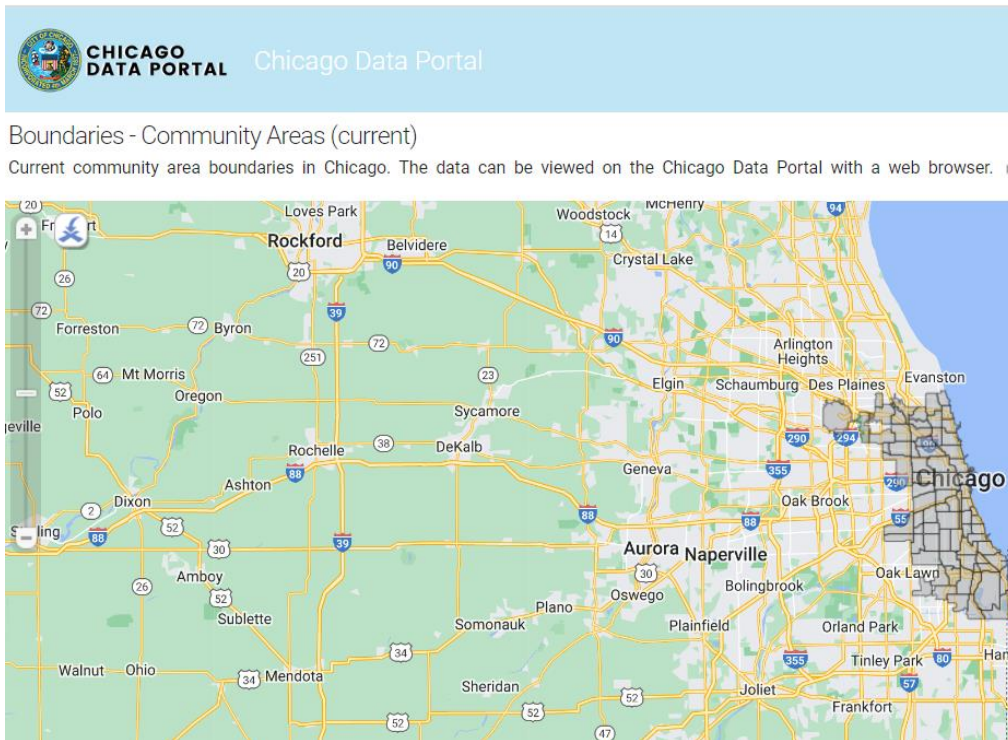 CHICAGO
DATA PORTAL
Chicago Data Portal
Boundaries - Community Areas (current)
Current community area boundaries in Chicago. The data can be viewed on the Chicago Data Portal with a web browser.
20
Loves Park
Woodstock
McHenry
94
14
Rockford
Belvidere
90
Crystal Lake
20
26
39
72
Forreston
72
Byron
72
90
Arlington
Heights
251
64
Mt Morris
23
Elgin
Schaumburg
Des Plaines
Evanston
52
Oregon
Polo
Sycamore
290
294
Rochelle
38
DeKalb
88
Geneva
355
290
Chicago
Ashton
Oak Brook
Dixon
2
88
88
55
52
88
30
39
Aurora
Naperville
30
Oak Lawn
Amboy
26
52
Oswego
Bolingbrook
Sublette
Plano
Somonauk
Plainfield
Orland Park
34
355
Tinley Park
80
Walnut
Ohio
34
Mendota
57
Sheridan
52
Joliet
Frankfort
52
52
47